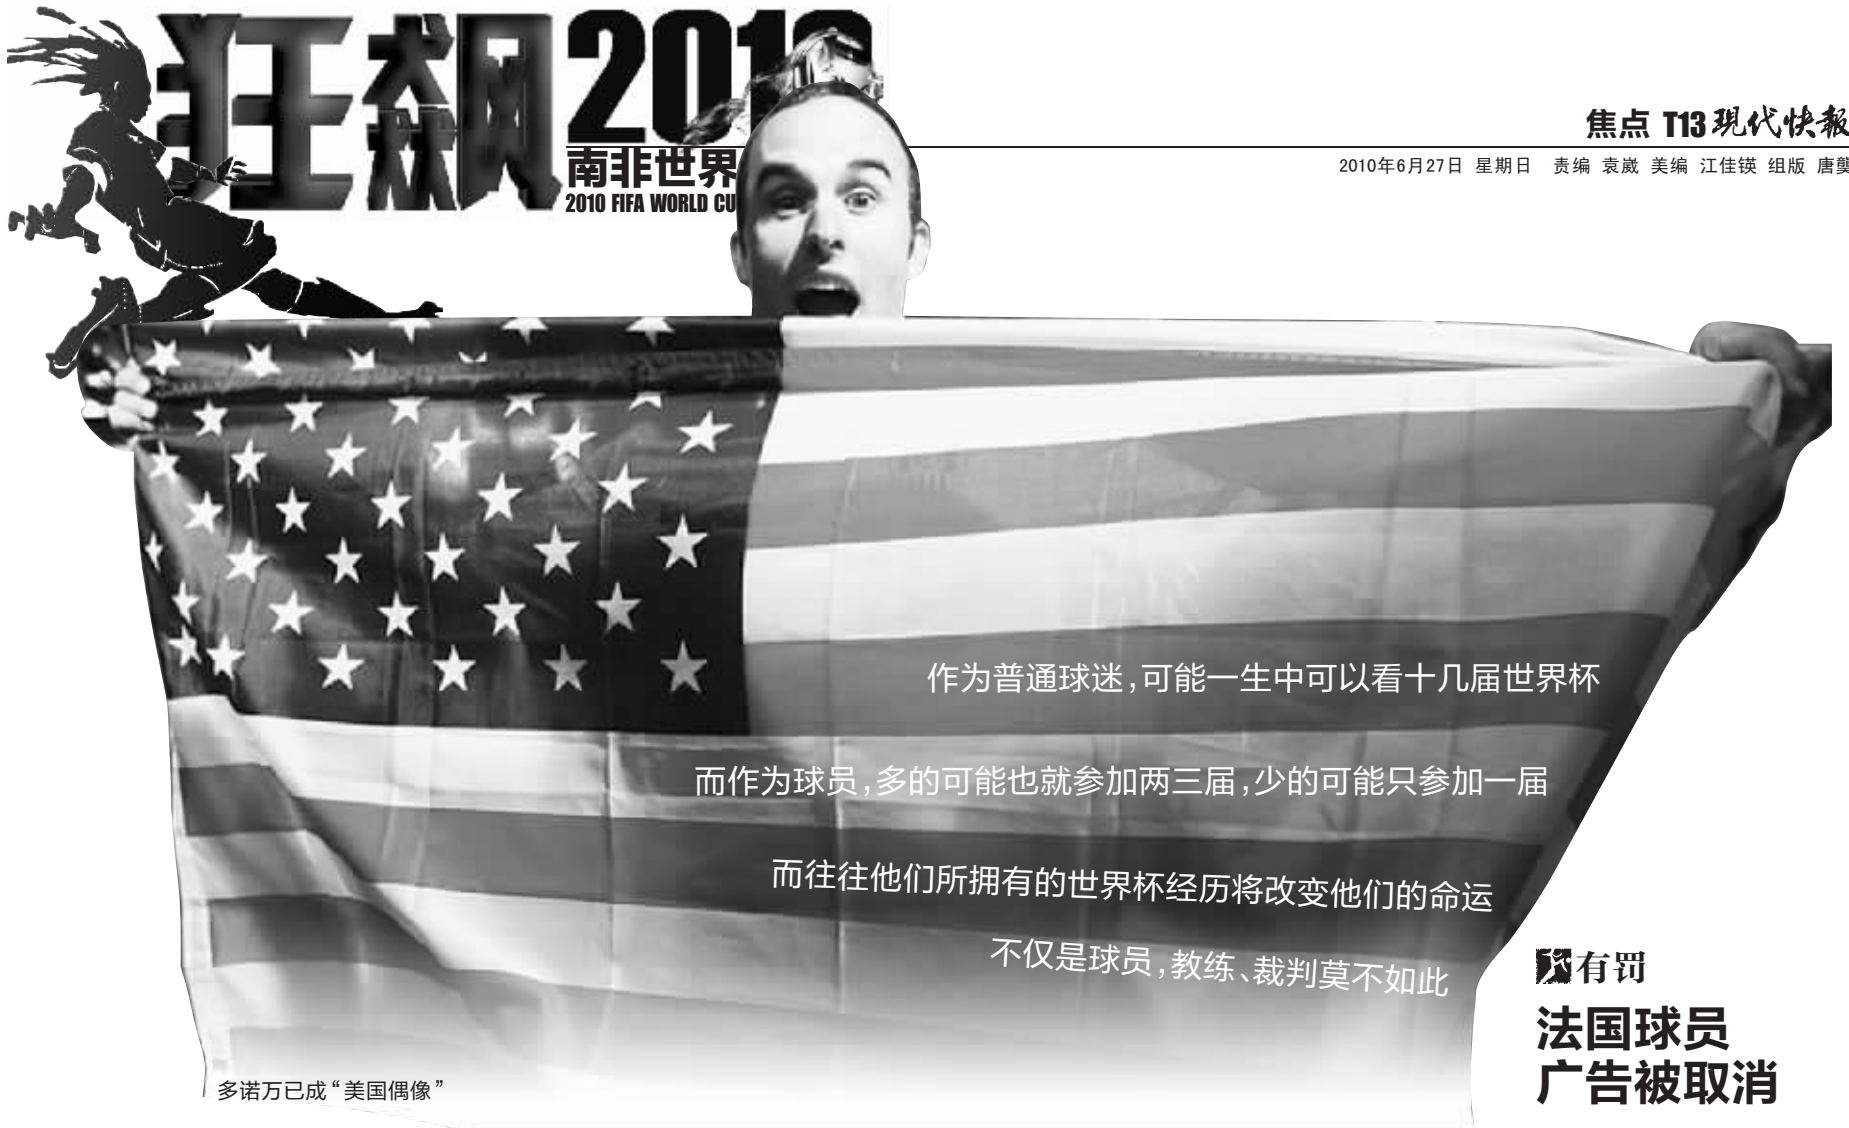 狂飙2010
南非世界
2010 FIFA WORLD CU
焦点 T13 现代快報
2010年6月27日 星期日 责编 袁崴 美编 江佳锳 组版 唐龑
作为普通球迷,可能一生中可以看十几届世界杯
而作为球员,多的可能也就参加两三届,少的可能只参加一届
而往往他们所拥有的世界杯经历将改变他们的命运
不仅是球员,教练、裁判莫不如此
有罚
法国球员
广告被取消
多诺万已成“美国偶像”